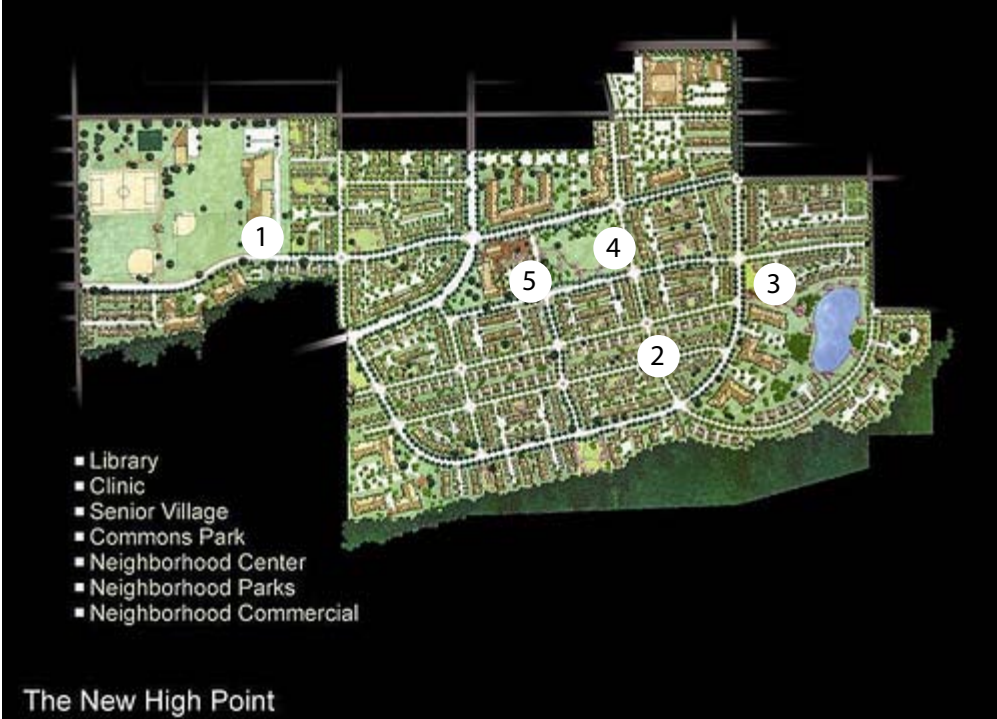 1
4
5
3
2
▪ Library
▪ Clinic
▪ Senior Village
▪ Commons Park
▪ Neighborhood Center
▪ Neighborhood Parks
▪ Neighborhood Commercial
The New High Point